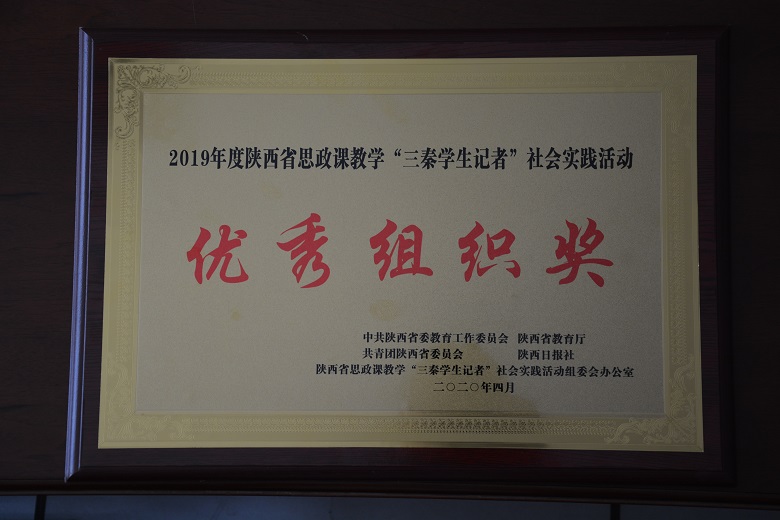 2019年度陕西省思政课教学“三秦学生记者”社会实践活动
优秀组织奖
中共陕西省委教育工作委员会 陕西省教育厅
共青团陕西省委员会 陕西日报社
陕西省思政课教学“三秦学生记者”社会实践活动组委会办公室
二〇二〇年四月